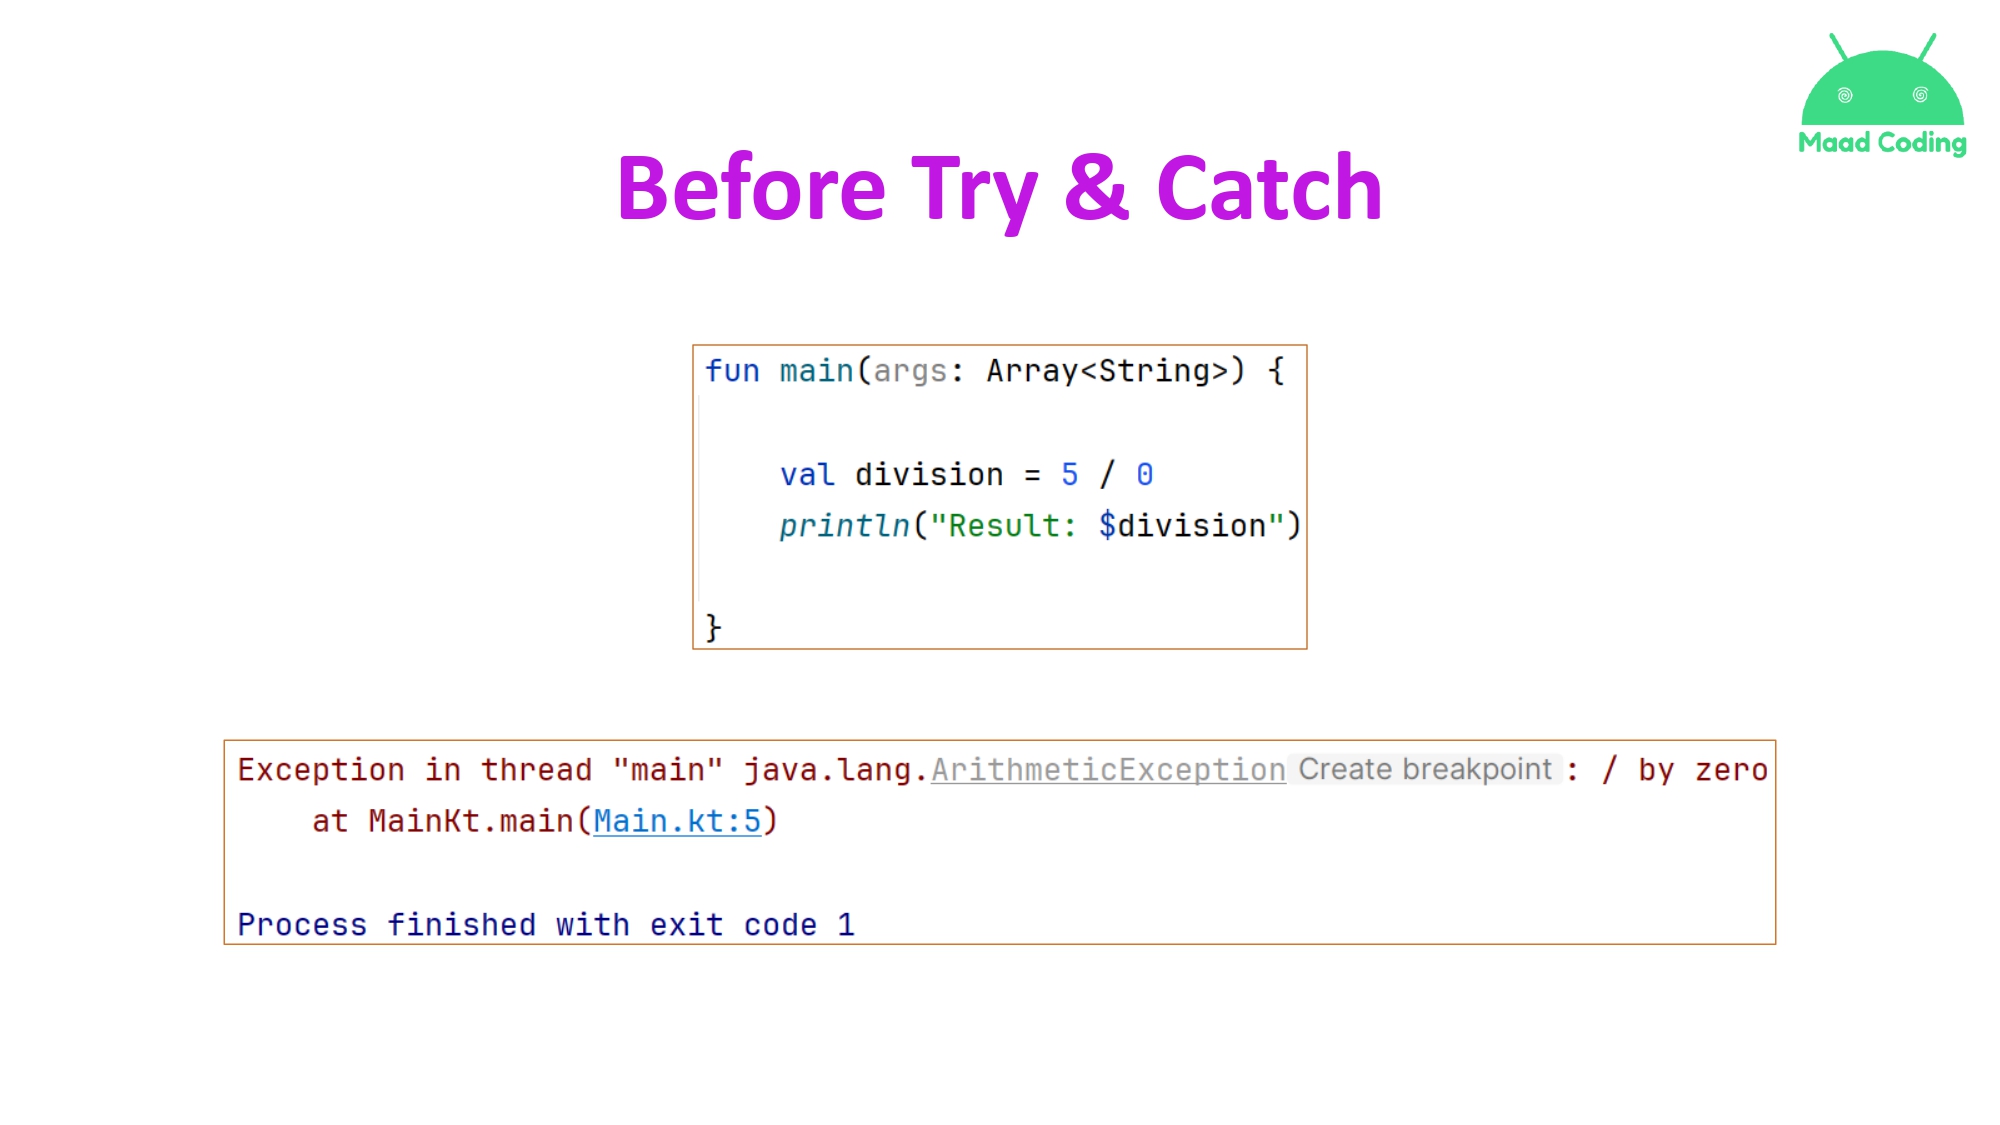 Maad Coding
Before Try & Catch
fun main(args: Array<String>) {
val division = 5 / 0
println("Result: $division")
}
Exception in thread "main" java.lang.ArithmeticException Create breakpoint : / by zero
at MainKt.main(Main.kt:5)
Process finished with exit code 1